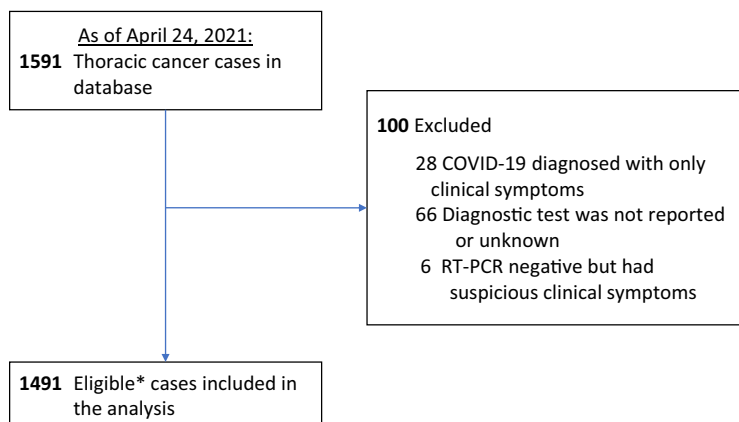 As of April 24, 2021:
1591 Thoracic cancer cases in
database
100 Excluded
28 COVID-19 diagnosed with only
clinical symptoms
66 Diagnostic test was not reported
or unknown
6 RT-PCR negative but had
suspicious clinical symptoms
1491 Eligible* cases included in
the analysis